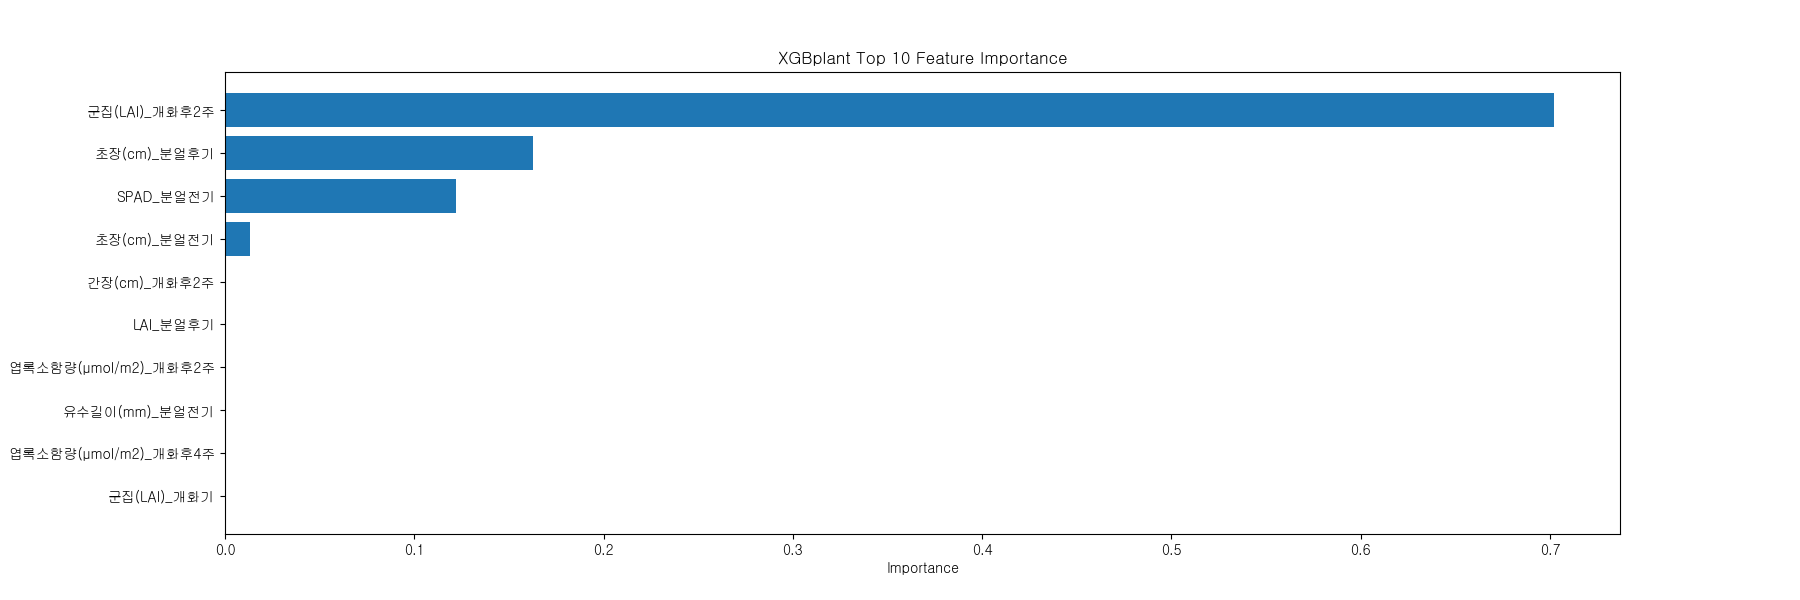 XGBplant Top 10 Feature Importance
군집(LAI)_개화후2주
초장(cm)_분얼후기
SPAD_분얼전기
초장(cm)_분얼전기
간장(cm)_개화후2주
LAI_분얼후기
엽록소함량(µmol/m2)_개화후2주
유수길이(mm)_분얼전기
엽록소함량(µmol/m2)_개화후4주
군집(LAI)_개화기
0.0 0.1 0.2 0.3 0.4 0.5 0.6 0.7
Importance